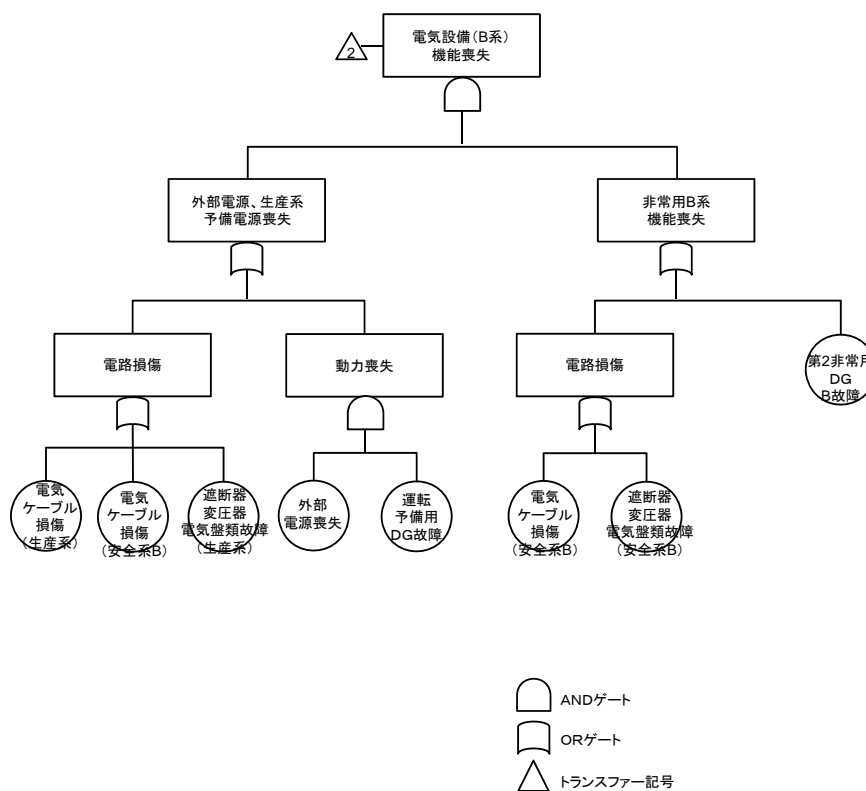 電気設備（B系）
機能喪失
2
外部電源、生産系
予備電源喪失
非常用B系
機能喪失
電路損傷
動力喪失
電路損傷
第2非常用
DG
B故障
電気
ケーブル
損傷
（生産系）
電気
ケーブル
損傷
（安全系B）
遮断器
変圧器
電気盤類故障
（生産系）
外部
電源喪失
運転
予備用
DG故障
電気
ケーブル
損傷
（安全系B）
遮断器
変圧器
電気盤類故障
（安全系B）
ANDゲート
ORゲート
トランスファー記号